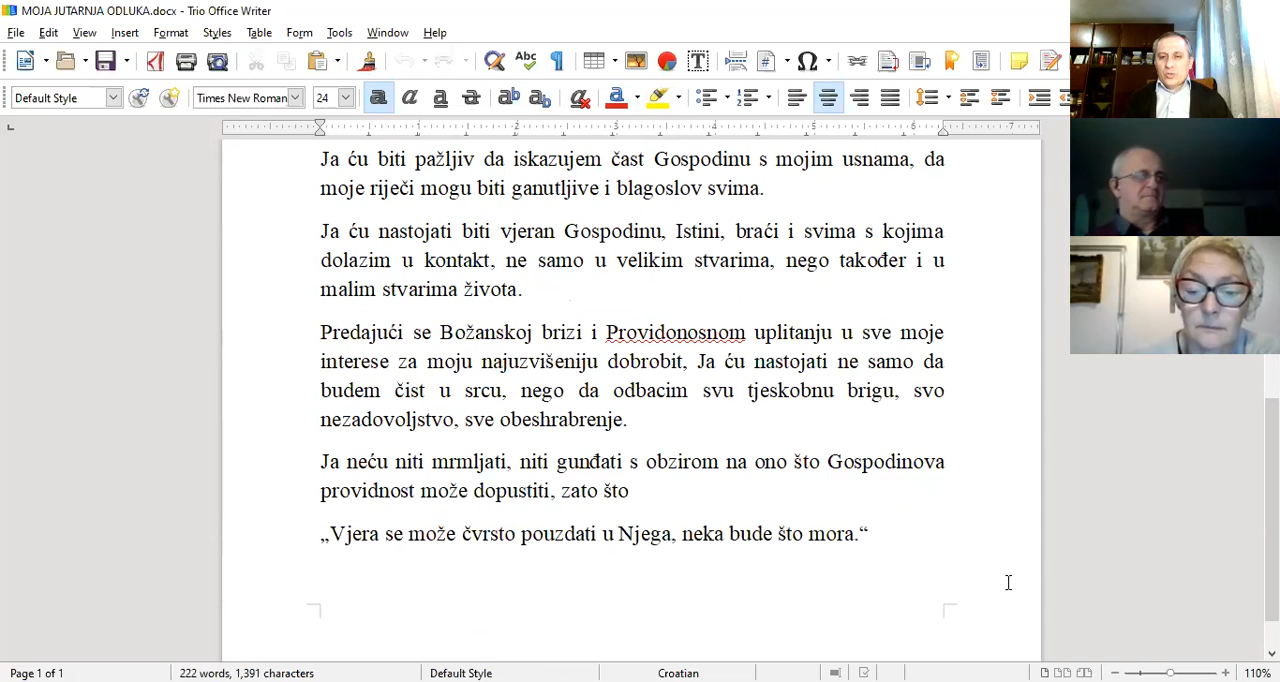 MOJA JUTARNJA ODLUKA.docx - Trio Office Writer
File Edit View Insert Format Styles Table Form Tools Window Help
Default Style Times New Roman 24
1 2 3 4 5 6 7
Ja ću biti pažljiv da iskazujem čast Gospodinu s mojim usnama, da
moje riječi mogu biti ganutljive i blagoslov svima.
Ja ću nastojati biti vjeran Gospodinu, Istini, braći i svima s kojima
dolazim u kontakt, ne samo u velikim stvarima, nego također i u
malim stvarima života.
Predajući se Božanskoj brizi i Providonosnom uplitanju u sve moje
interese za moju najuzvišeniju dobrobit, Ja ću nastojati ne samo da
budem čist u srcu, nego da odbacim svu tjeskobnu brigu, svo
nezadovoljstvo, sve obeshrabrenje.
Ja neću niti mrmljati, niti gunđati s obzirom na ono što Gospodinova
providnost može dopustiti, zato što
„Vjera se može čvrsto pouzdati u Njega, neka bude što mora.“
Page 1 of 1 222 words, 1,391 characters Default Style Croatian 110%